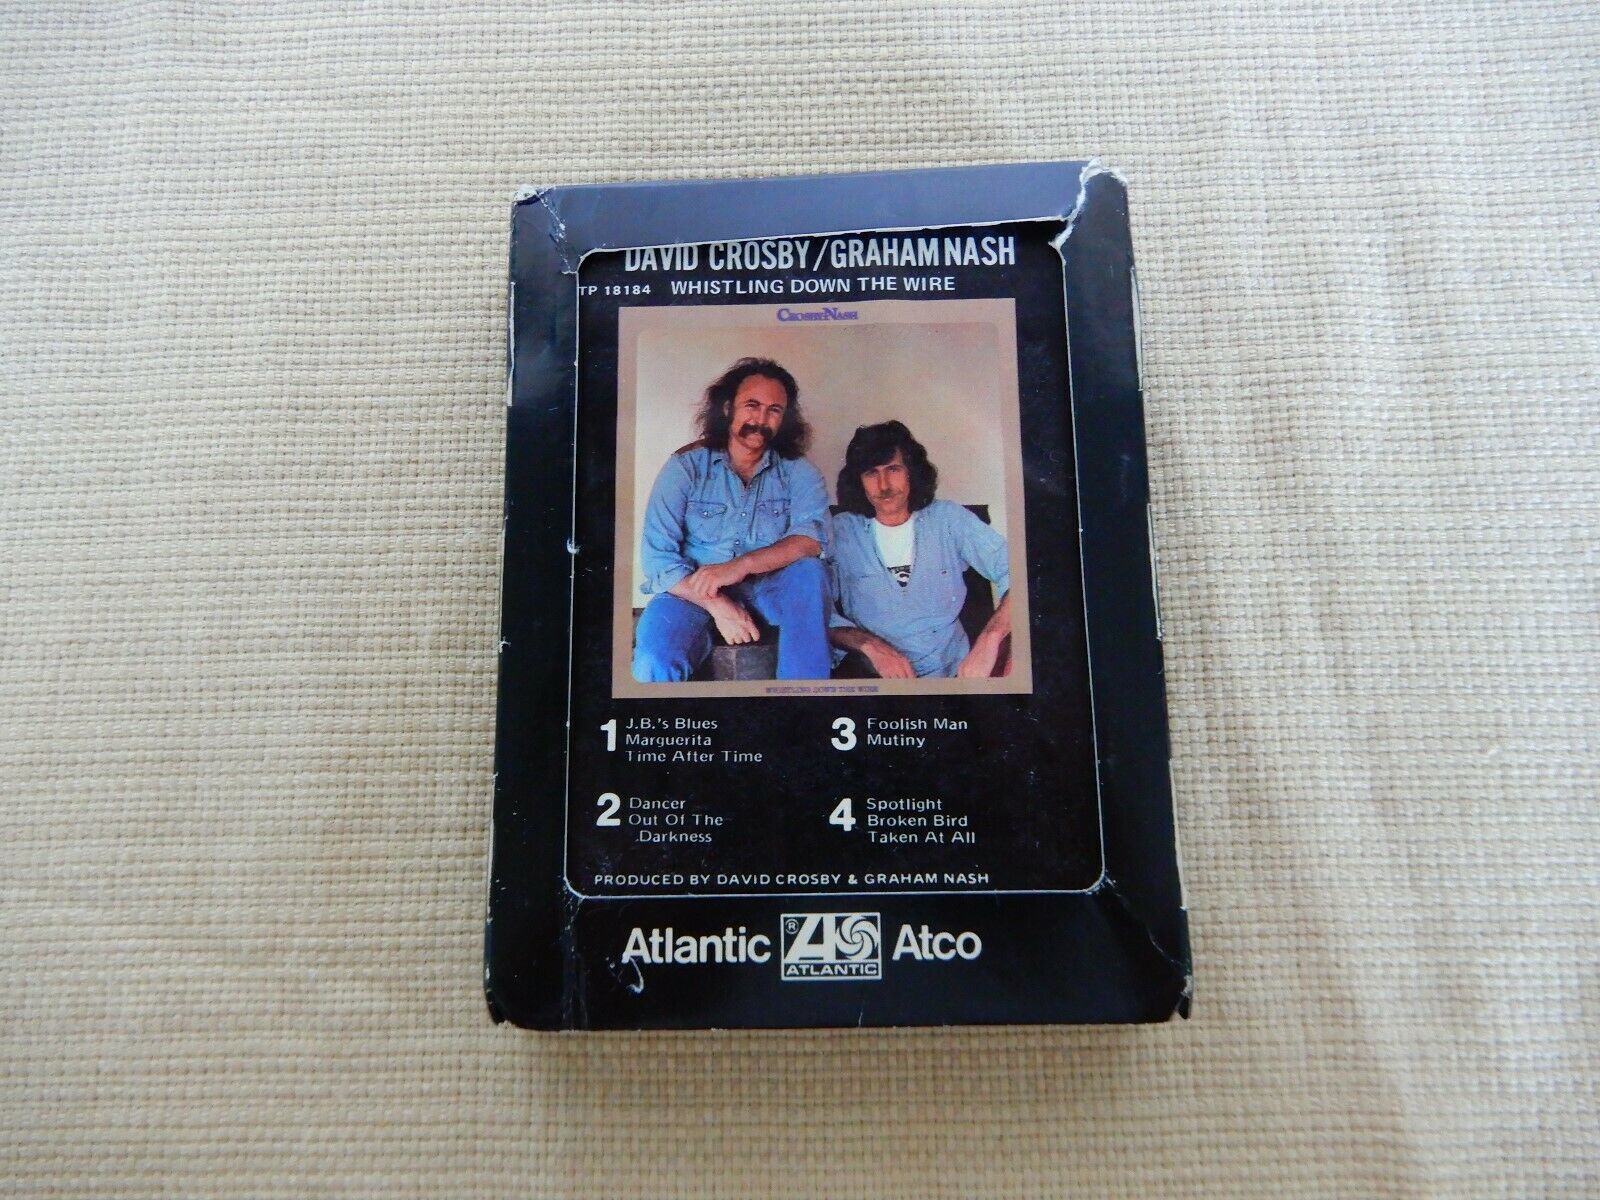 DAVID CROSBY/GRAHAM NASH
TP 18184 WHISTLING DOWN THE WIRE
CROSBY-NASH
WHISTLING DOWN THE WIRE
1 J.B.'s Blues
Marguerita
Time After Time
2 Dancer
Out Of The
Darkness
3 Foolish Man
Mutiny
4 Spotlight
Broken Bird
Taken At All
PRODUCED BY DAVID CROSBY & GRAHAM NASH
Atlantic ® ATLANTIC Atco